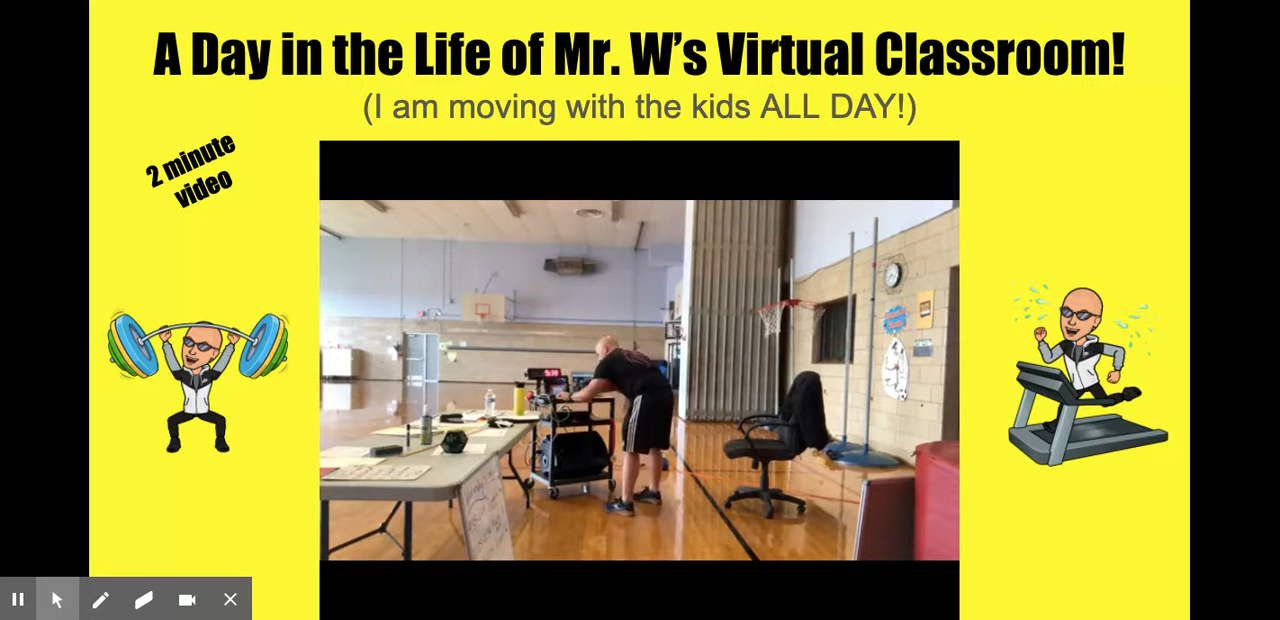 A Day in the Life of Mr. W's Virtual Classroom!
(I am moving with the kids ALL DAY!)
2 minute
video